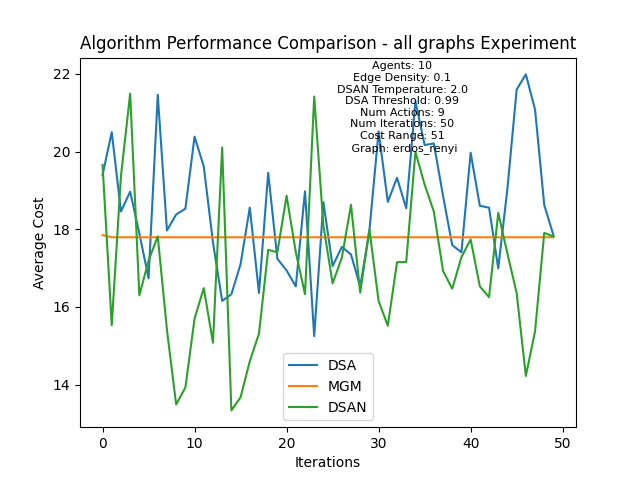 Algorithm Performance Comparison - all graphs Experiment
Agents: 10
Edge Density: 0.1
DSAN Temperature: 2.0
DSA Threshold: 0.99
Num Actions: 9
Num Iterations: 50
Cost Range: 51
Graph: erdos_renyi
Average Cost
22
20
18
16
14
DSA
MGM
DSAN
0
10
20
30
40
50
Iterations